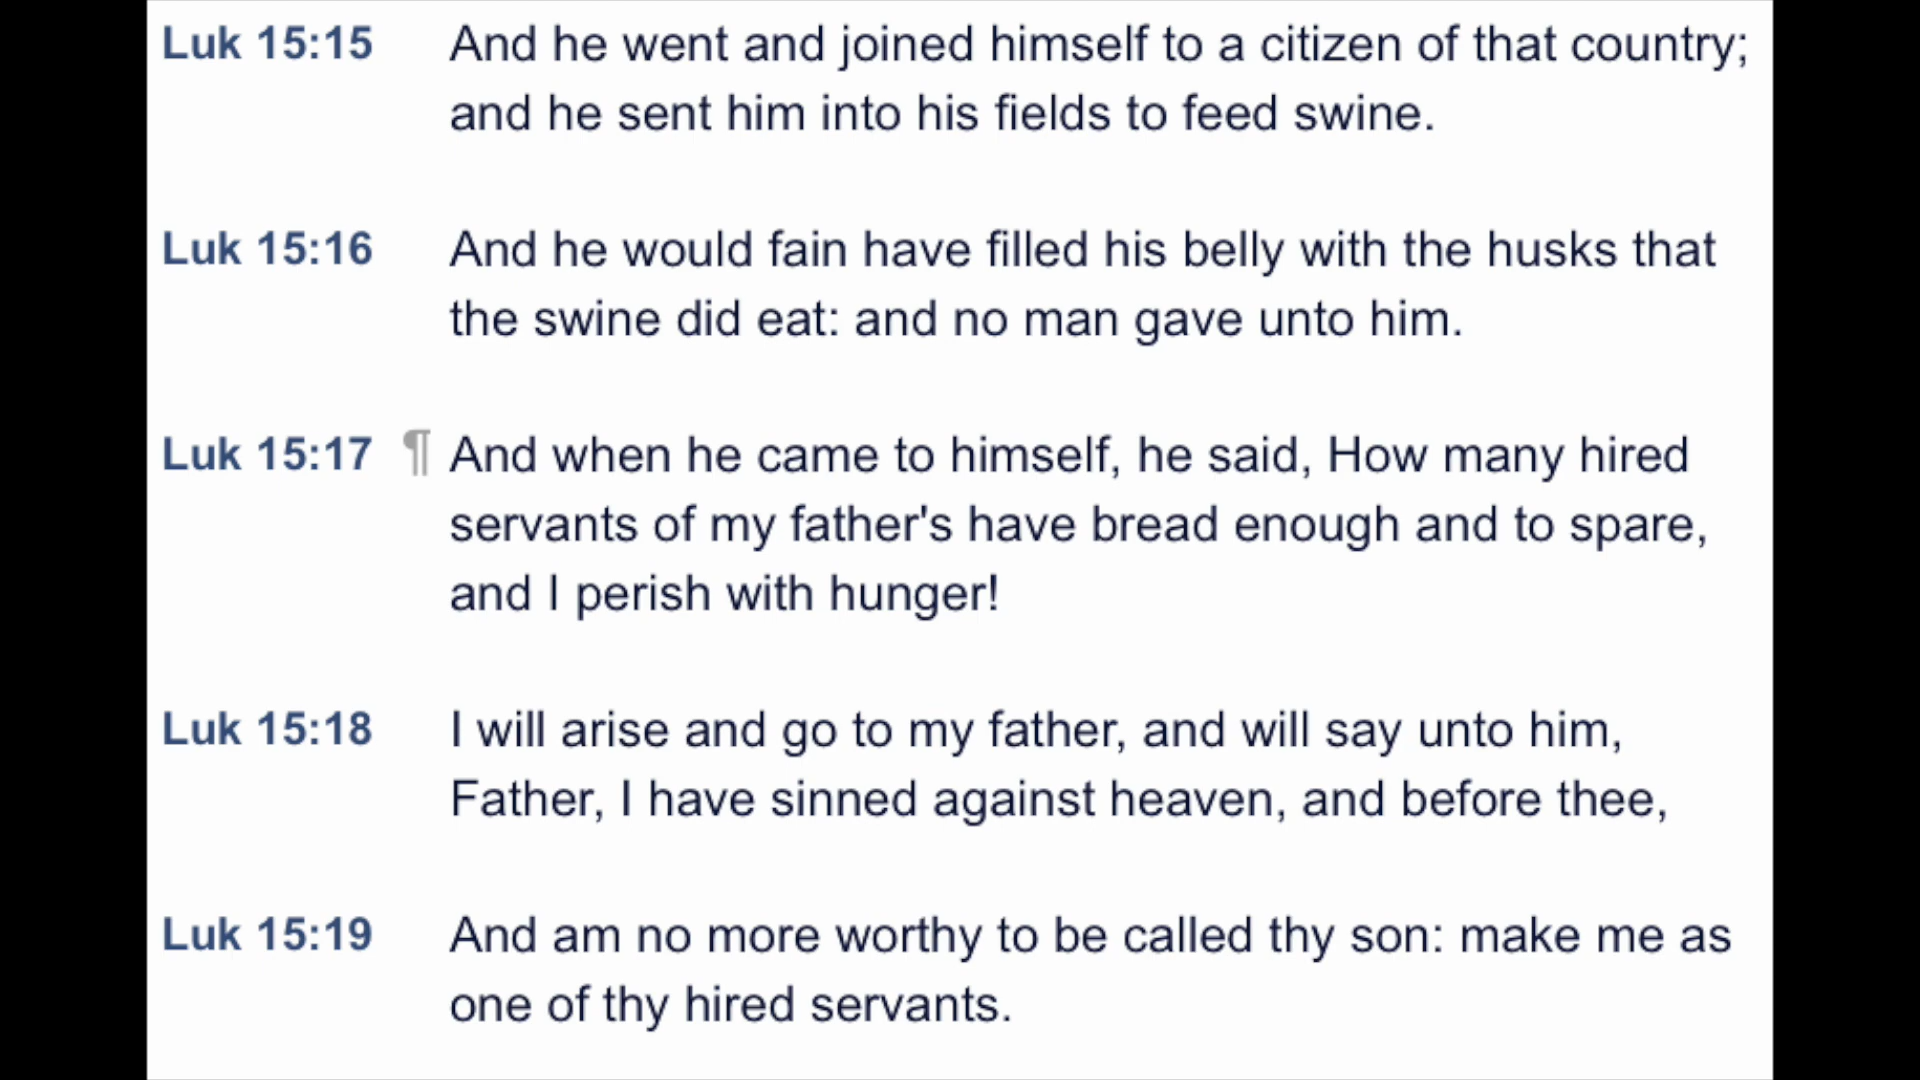 Luk 15:15 And he went and joined himself to a citizen of that country;
and he sent him into his fields to feed swine.
Luk 15:16 And he would fain have filled his belly with the husks that
the swine did eat: and no man gave unto him.
Luk 15:17 ¶ And when he came to himself, he said, How many hired
servants of my father's have bread enough and to spare,
and I perish with hunger!
Luk 15:18 I will arise and go to my father, and will say unto him,
Father, I have sinned against heaven, and before thee,
Luk 15:19 And am no more worthy to be called thy son: make me as
one of thy hired servants.